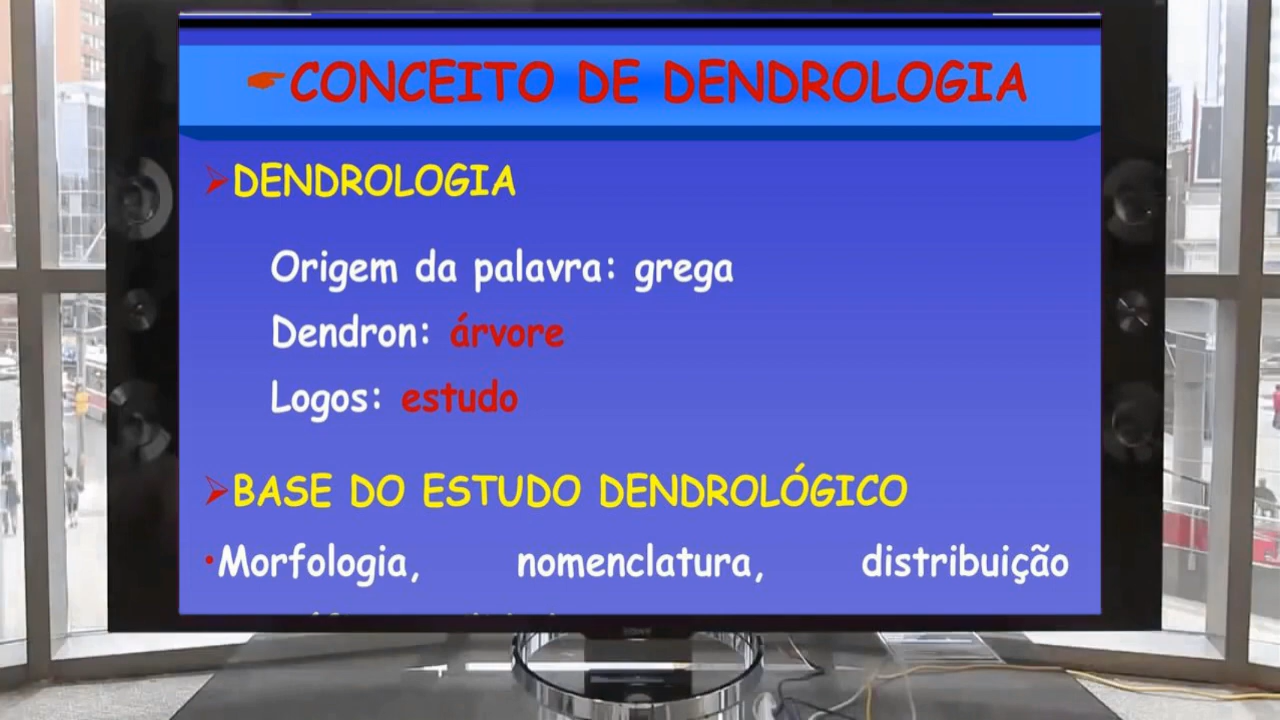 CONCEITO DE DENDROLOGIA
DENDROLOGIA
Origem da palavra: grega
Dendron: árvore
Logos: estudo
BASE DO ESTUDO DENDROLÓGICO
Morfologia, nomenclatura, distribuição